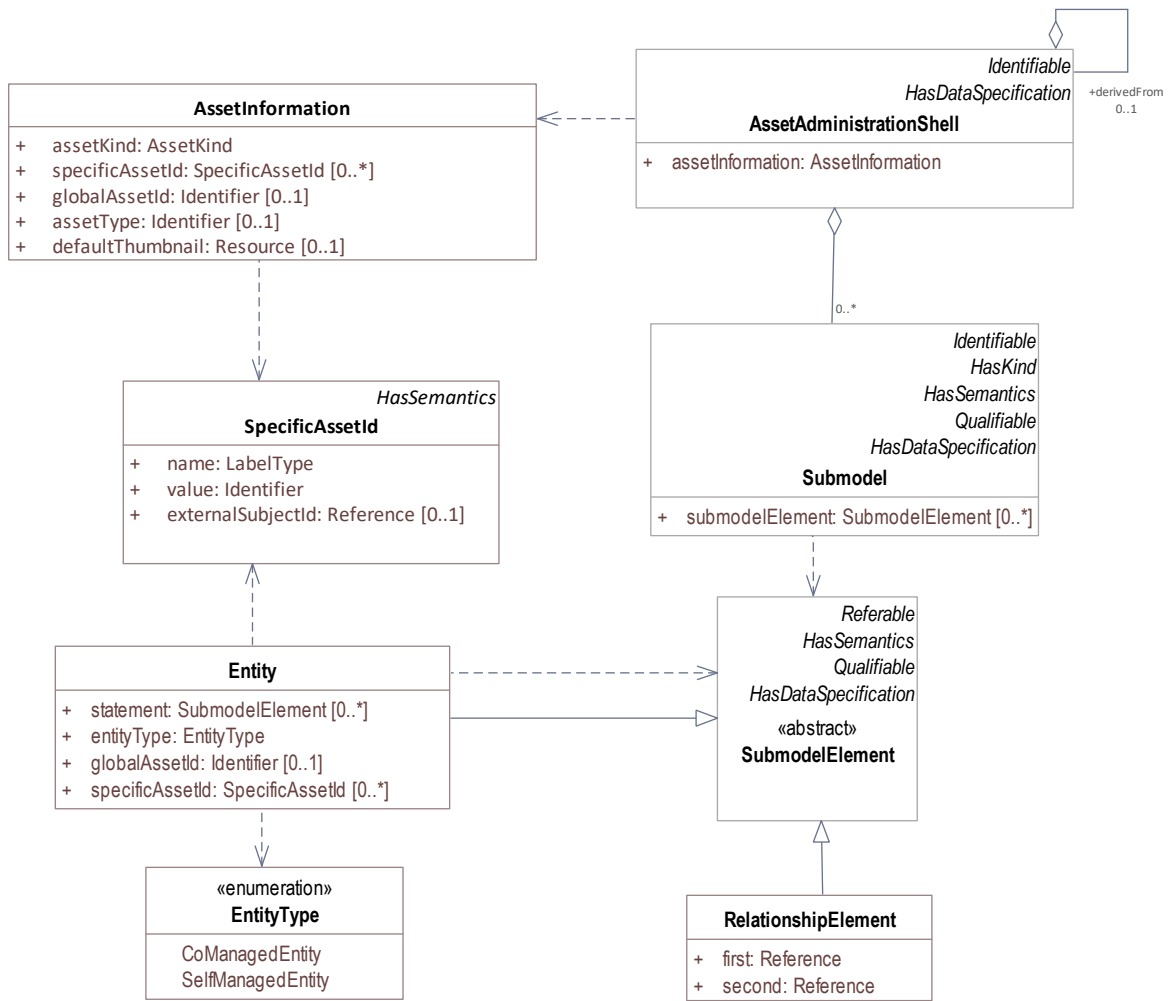 Identifiable
HasDataSpecification
AssetAdministrationShell
+ assetInformation: AssetInformation
+derivedFrom
0..1
AssetInformation
+ assetKind: AssetKind
+ specificAssetId: SpecificAssetId [0..*]
+ globalAssetId: Identifier [0..1]
+ assetType: Identifier [0..1]
+ defaultThumbnail: Resource [0..1]
0..*
Identifiable
HasKind
HasSemantics
Qualifiable
HasDataSpecification
Submodel
+ submodelElement: SubmodelElement [0..*]
HasSemantics
SpecificAssetId
+ name: LabelType
+ value: Identifier
+ externalSubjectId: Reference [0..1]
Referable
HasSemantics
Qualifiable
HasDataSpecification
«abstract»
SubmodelElement
Entity
+ statement: SubmodelElement [0..*]
+ entityType: EntityType
+ globalAssetId: Identifier [0..1]
+ specificAssetId: SpecificAssetId [0..*]
«enumeration»
EntityType
CoManagedEntity
SelfManagedEntity
RelationshipElement
+ first: Reference
+ second: Reference